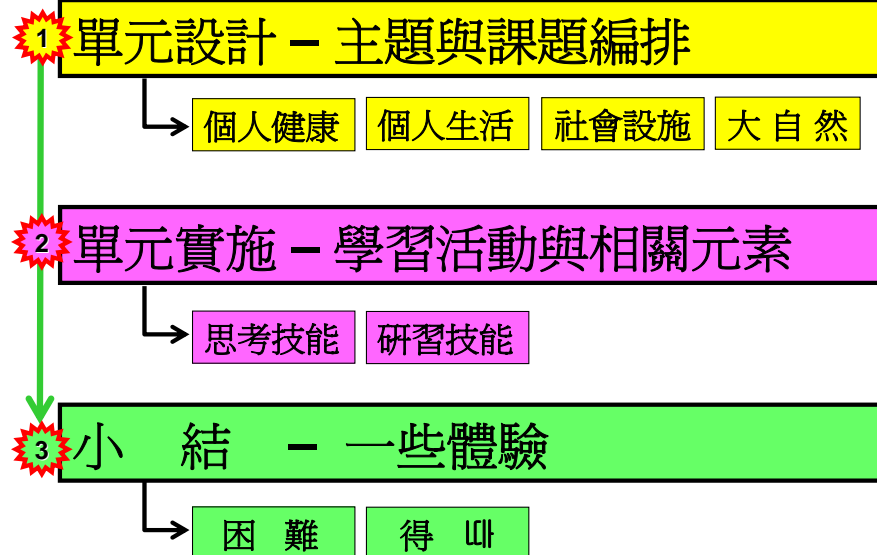 1 單元設計 – 主題與課題編排
個人健康 個人生活 社會設施 大 自 然
2 單元實施 – 學習活動與相關元素
思考技能 研習技能
3 小 結 – 一些體驗
困 難 得